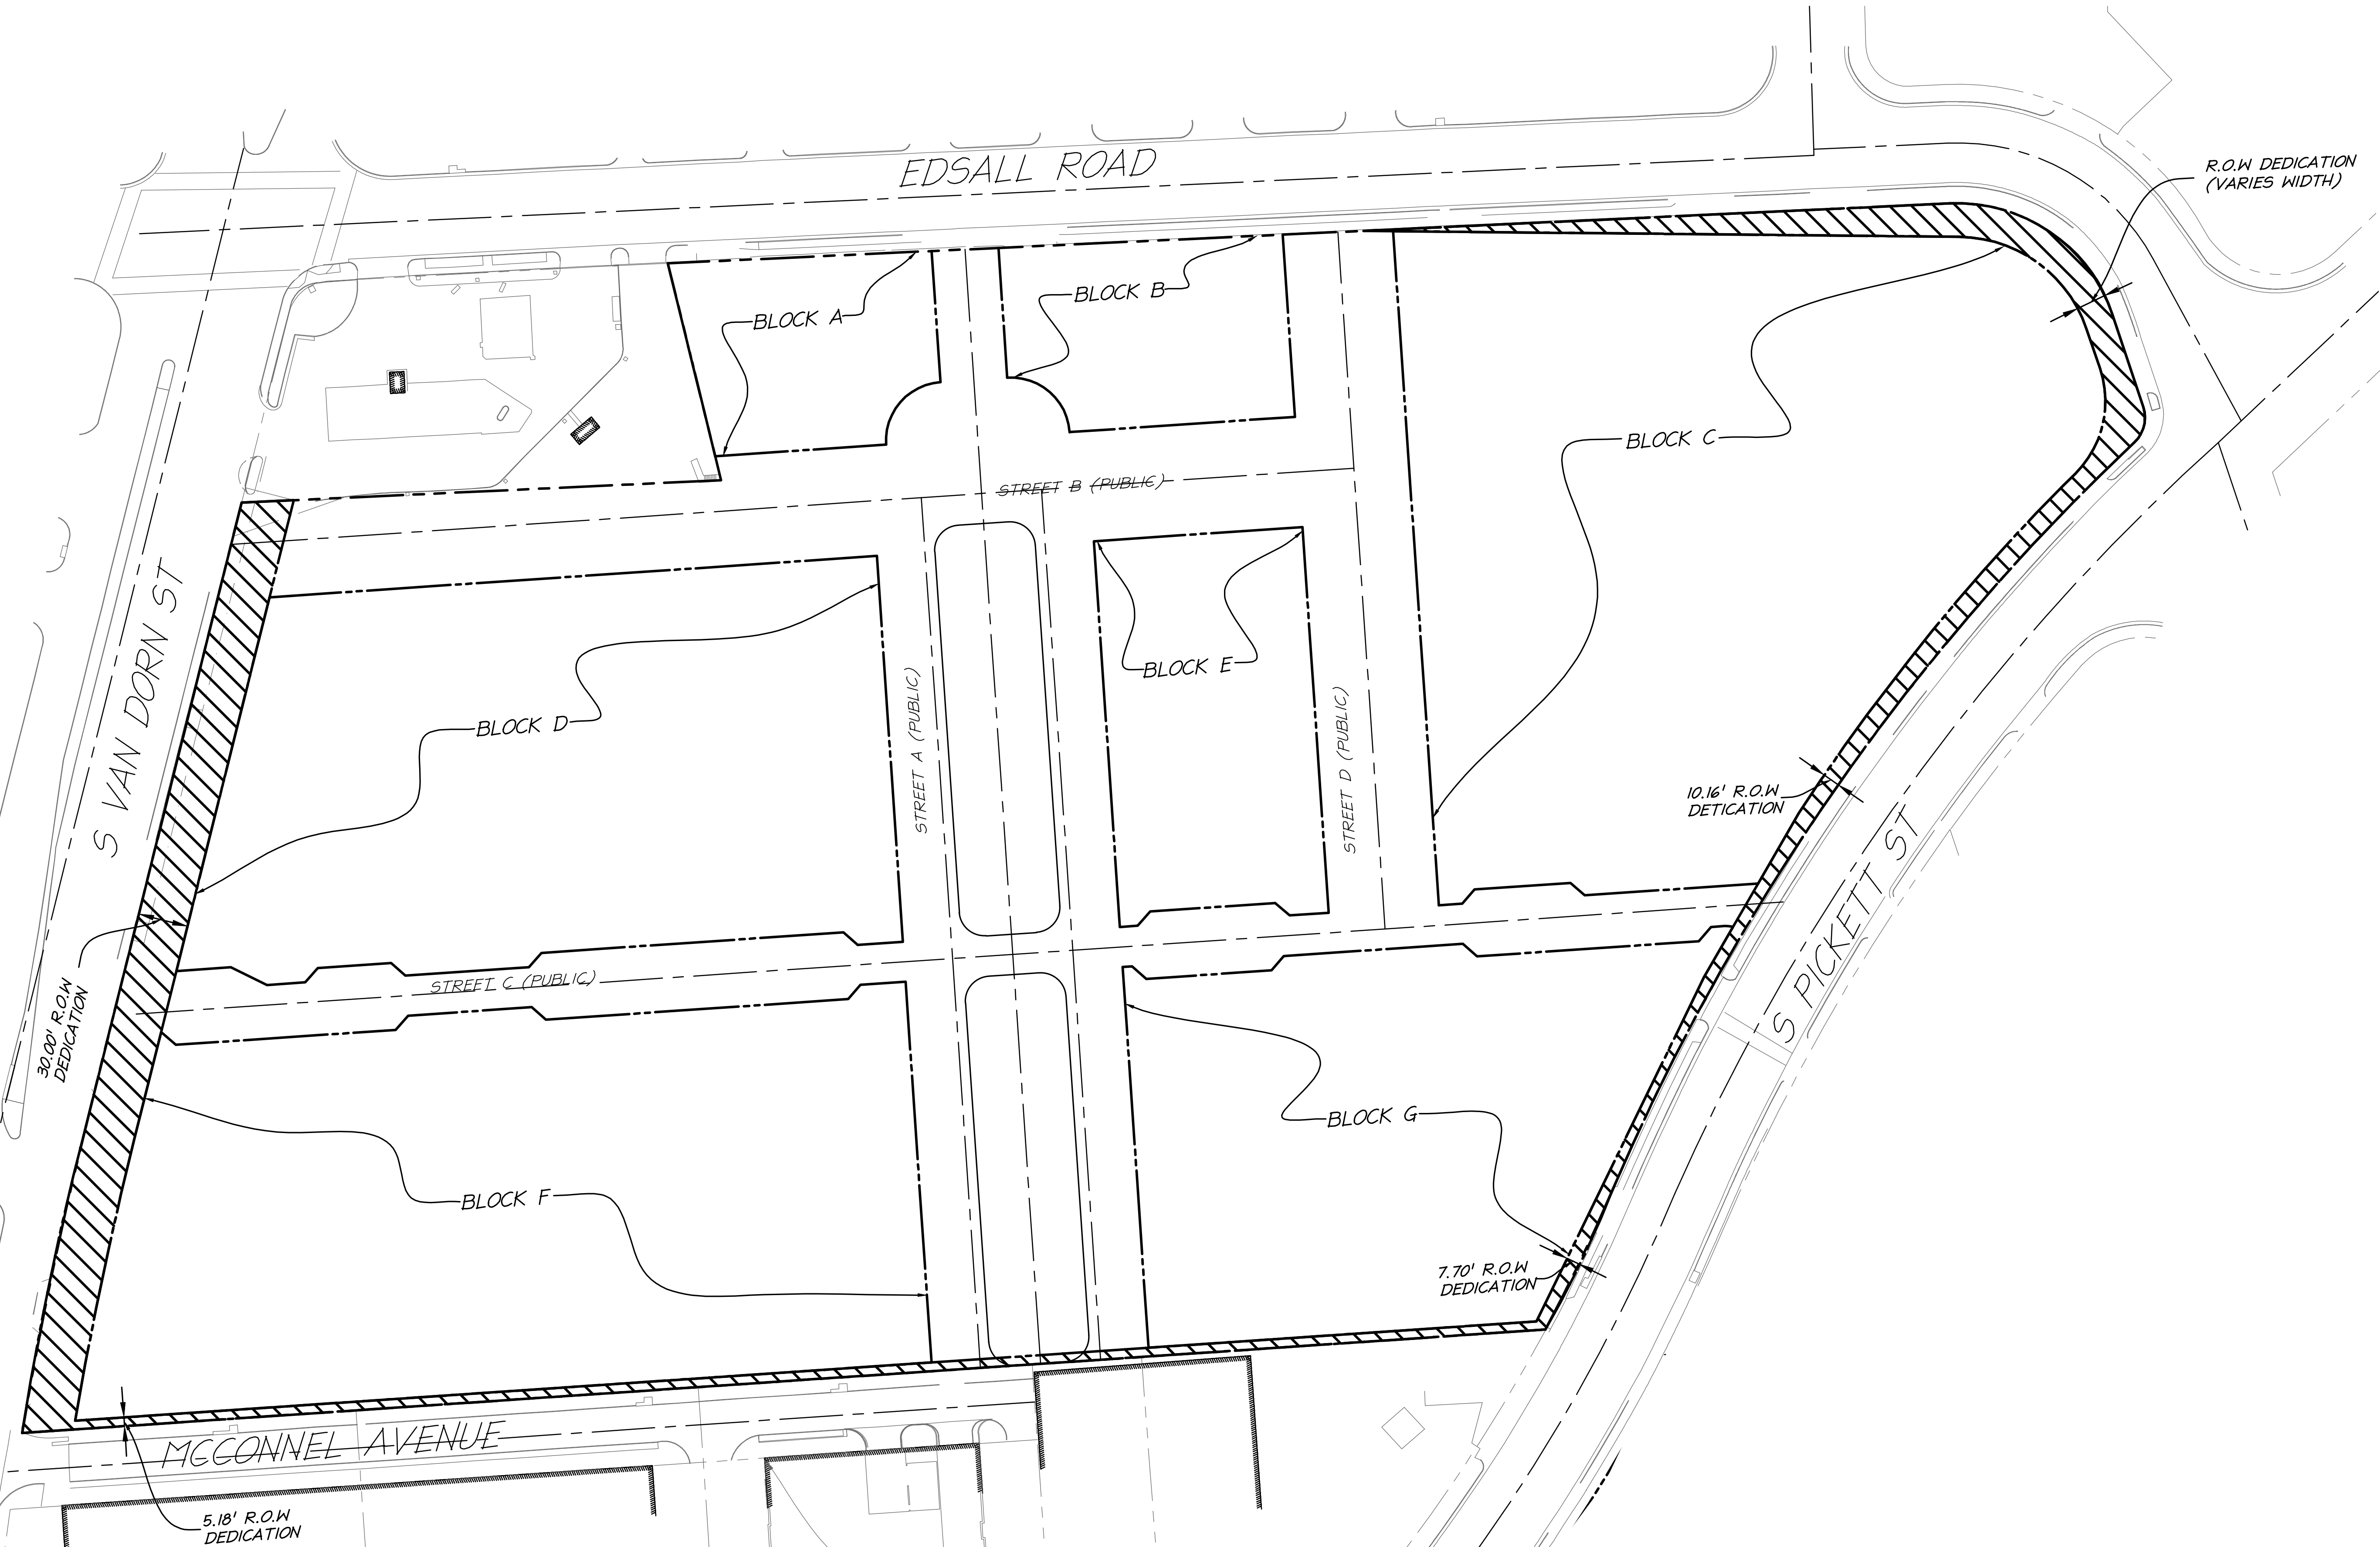 EDSALL ROAD
R.O.W DEDICATION
(VARIES WIDTH)
BLOCK A
BLOCK B
BLOCK C
STREET B (PUBLIC)
S VAN DORN ST
BLOCK D
STREET A (PUBLIC)
BLOCK E
STREET D (PUBLIC)
10.16' R.O.W
DETICATION
S PICKETT ST
30.00' R.O.W
DEDICATION
STREET C (PUBLIC)
BLOCK F
BLOCK G
7.70' R.O.W
DEDICATION
MCCONNEL AVENUE
5.18' R.O.W
DEDICATION